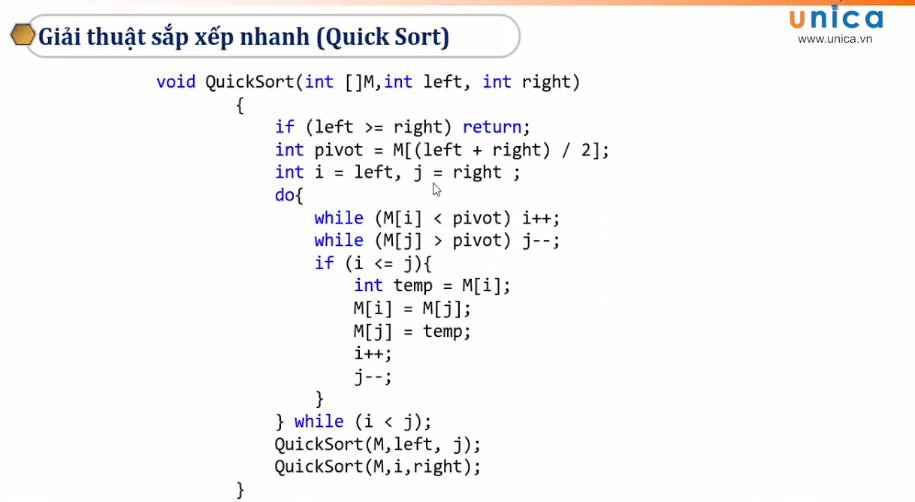 Giải thuật sắp xếp nhanh (Quick Sort)
unica
www.unica.vn
void QuickSort(int []M,int left, int right)
{
if (left >= right) return;
int pivot = M[(left + right) / 2];
int i = left, j = right ;
do{
while (M[i] < pivot) i++;
while (M[j] > pivot) j--;
if (i <= j){
int temp = M[i];
M[i] = M[j];
M[j] = temp;
i++;
j--;
}
} while (i < j);
QuickSort(M,left, j);
QuickSort(M,i,right);
}